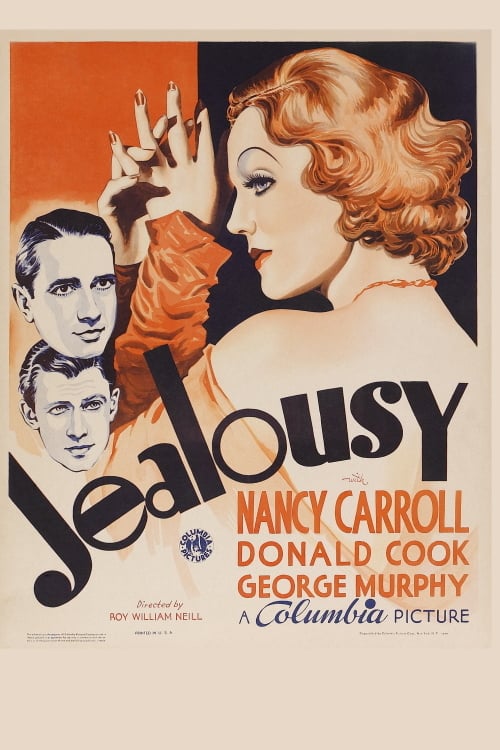 Jealousy
with
NANCY CARROLL
DONALD COOK
GEORGE MURPHY
A Columbia PICTURE
COLUMBIA
PICTURES
Directed by
ROY WILLIAM NEILL
PRINTED IN U.S.A.